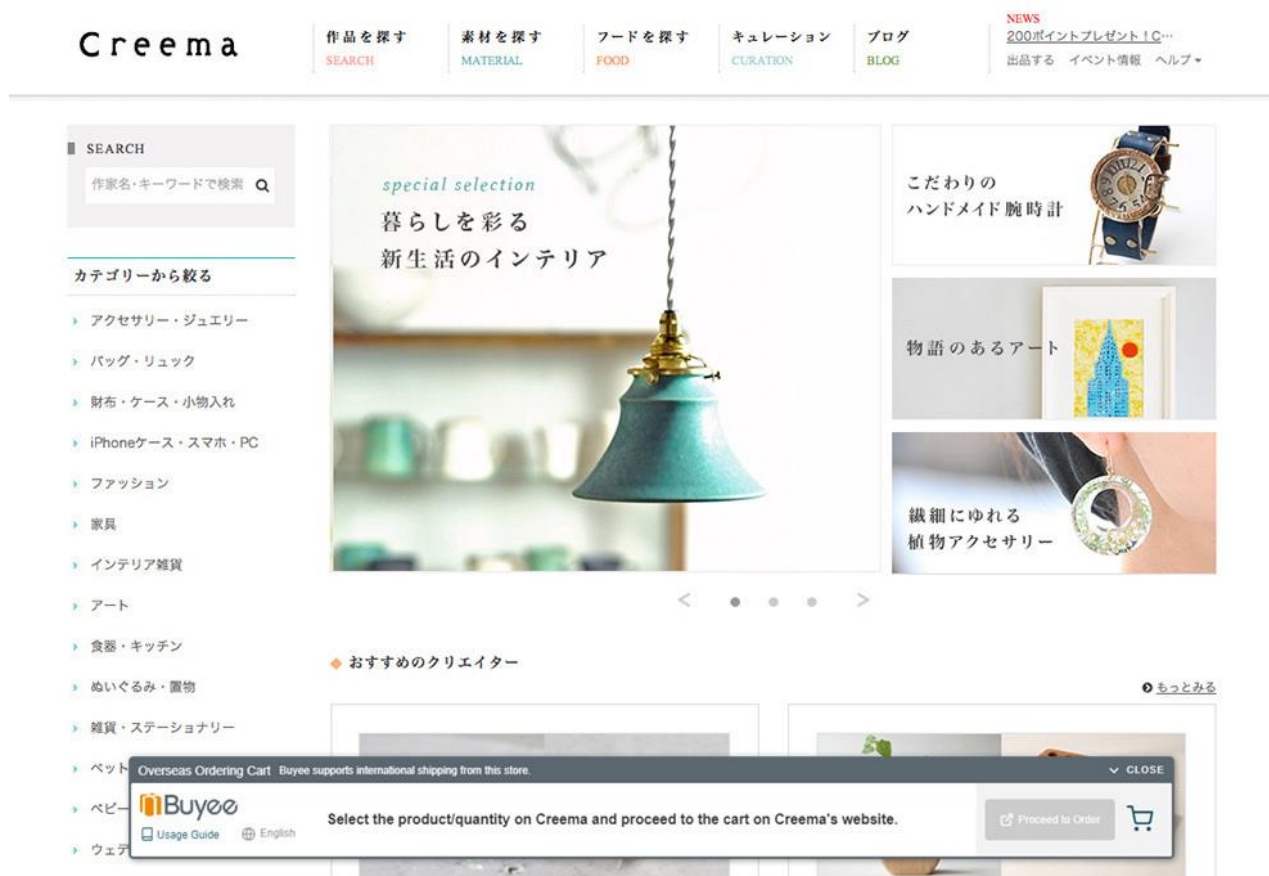 Creema
作品を探す
SEARCH
素材を探す
MATERIAL
フードを探す
FOOD
キュレーション
CURATION
ブログ
BLOG
NEWS
200ポイントプレゼント！C…
出品する イベント情報 ヘルプ
SEARCH
作家名・キーワードで検索
カテゴリーから絞る
アクセサリー・ジュエリー
バッグ・リュック
財布・ケース・小物入れ
iPhoneケース・スマホ・PC
ファッション
家具
インテリア雑貨
アート
食器・キッチン
ぬいぐるみ・置物
雑貨・ステーショナリー
ペット
ベビー
ウェデ
special selection
暮らしを彩る
新生活のインテリア
こだわりの
ハンドメイド腕時計
物語のあるアート
繊細にゆれる
植物アクセサリー
おすすめのクリエイター
もっとみる
Overseas Ordering Cart Buyee supports international shipping from this store.
CLOSE
Buyee
Usage Guide English
Select the product/quantity on Creema and proceed to the cart on Creema's website.
Proceed to Order